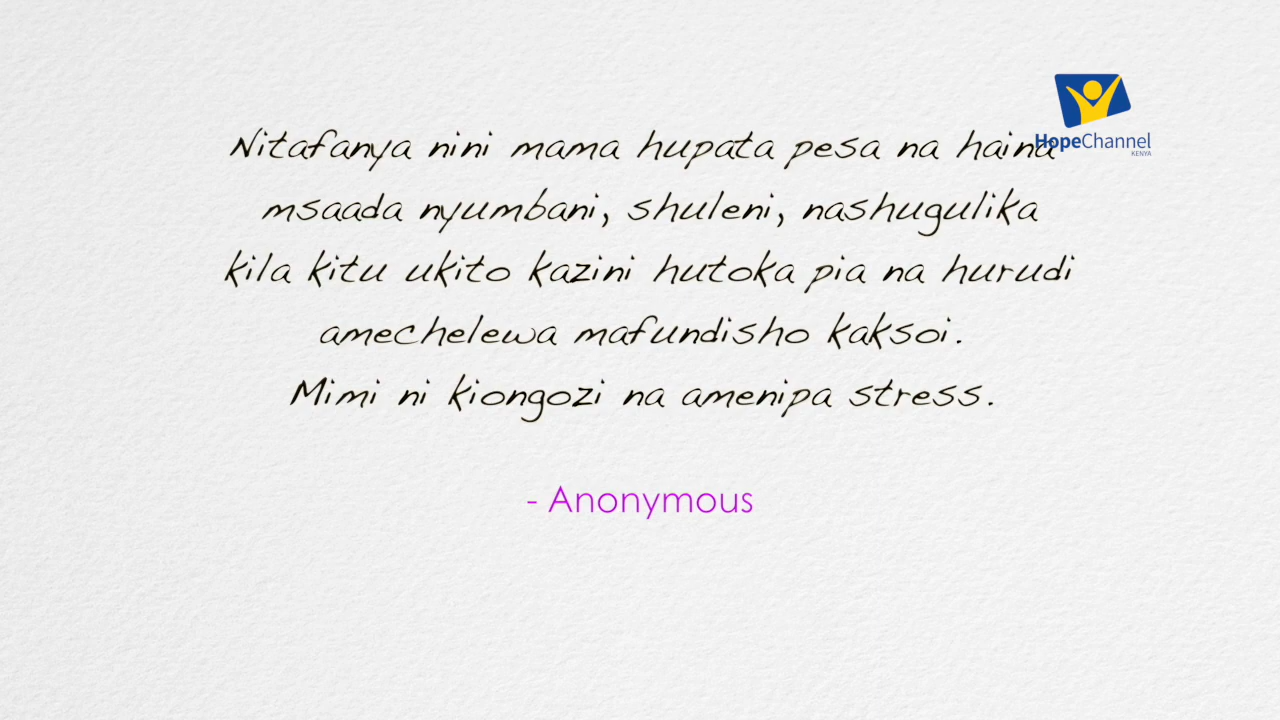 HopeChannel
KENYA
Nitafanya nini mama hupata pesa na haina
msaada nyumbani, shuleni, nashugulika
kila kitu ukito kazini hutoka pia na hurudi
amechelewa mafundisho kaksoi.
Mimi ni kiongozi na amenipa stress.
- Anonymous